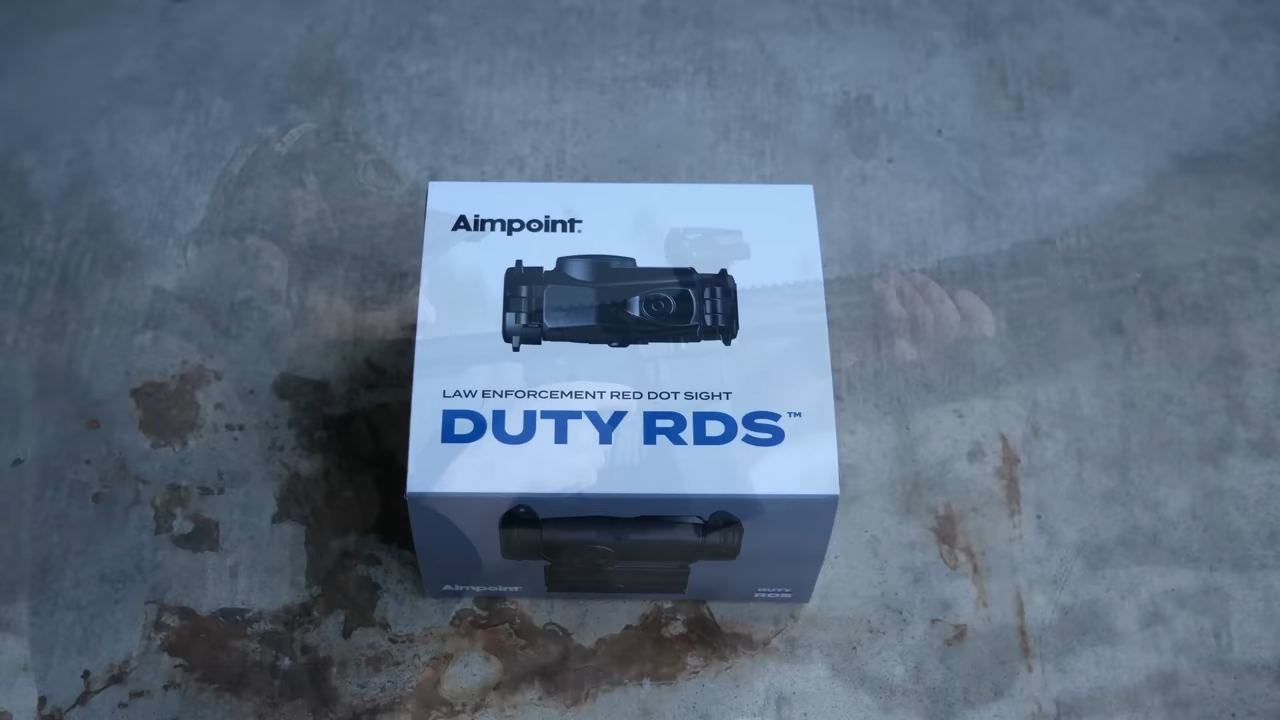 Aimpoint®
LAW ENFORCEMENT RED DOT SIGHT
DUTY RDS™
Aimpoint
DUTY
RDS